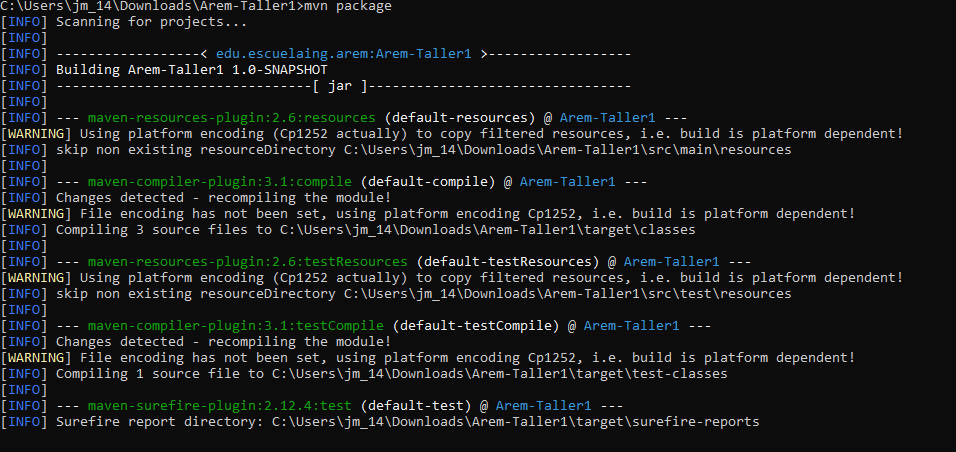 C:\Users\jm_14\Downloads\Arem-Taller1>mvn package
[INFO] Scanning for projects...
[INFO]
[INFO] ------------------< edu.escuelaing.arem:Arem-Taller1 >------------------
[INFO] Building Arem-Taller1 1.0-SNAPSHOT
[INFO] --------------------------------[ jar ]---------------------------------
[INFO]
[INFO] --- maven-resources-plugin:2.6:resources (default-resources) @ Arem-Taller1 ---
[WARNING] Using platform encoding (Cp1252 actually) to copy filtered resources, i.e. build is platform dependent!
[INFO] skip non existing resourceDirectory C:\Users\jm_14\Downloads\Arem-Taller1\src\main\resources
[INFO]
[INFO] --- maven-compiler-plugin:3.1:compile (default-compile) @ Arem-Taller1 ---
[INFO] Changes detected - recompiling the module!
[WARNING] File encoding has not been set, using platform encoding Cp1252, i.e. build is platform dependent!
[INFO] Compiling 3 source files to C:\Users\jm_14\Downloads\Arem-Taller1\target\classes
[INFO]
[INFO] --- maven-resources-plugin:2.6:testResources (default-testResources) @ Arem-Taller1 ---
[WARNING] Using platform encoding (Cp1252 actually) to copy filtered resources, i.e. build is platform dependent!
[INFO] skip non existing resourceDirectory C:\Users\jm_14\Downloads\Arem-Taller1\src\test\resources
[INFO]
[INFO] --- maven-compiler-plugin:3.1:testCompile (default-testCompile) @ Arem-Taller1 ---
[INFO] Changes detected - recompiling the module!
[WARNING] File encoding has not been set, using platform encoding Cp1252, i.e. build is platform dependent!
[INFO] Compiling 1 source file to C:\Users\jm_14\Downloads\Arem-Taller1\target\test-classes
[INFO]
[INFO] --- maven-surefire-plugin:2.12.4:test (default-test) @ Arem-Taller1 ---
[INFO] Surefire report directory: C:\Users\jm_14\Downloads\Arem-Taller1\target\surefire-reports